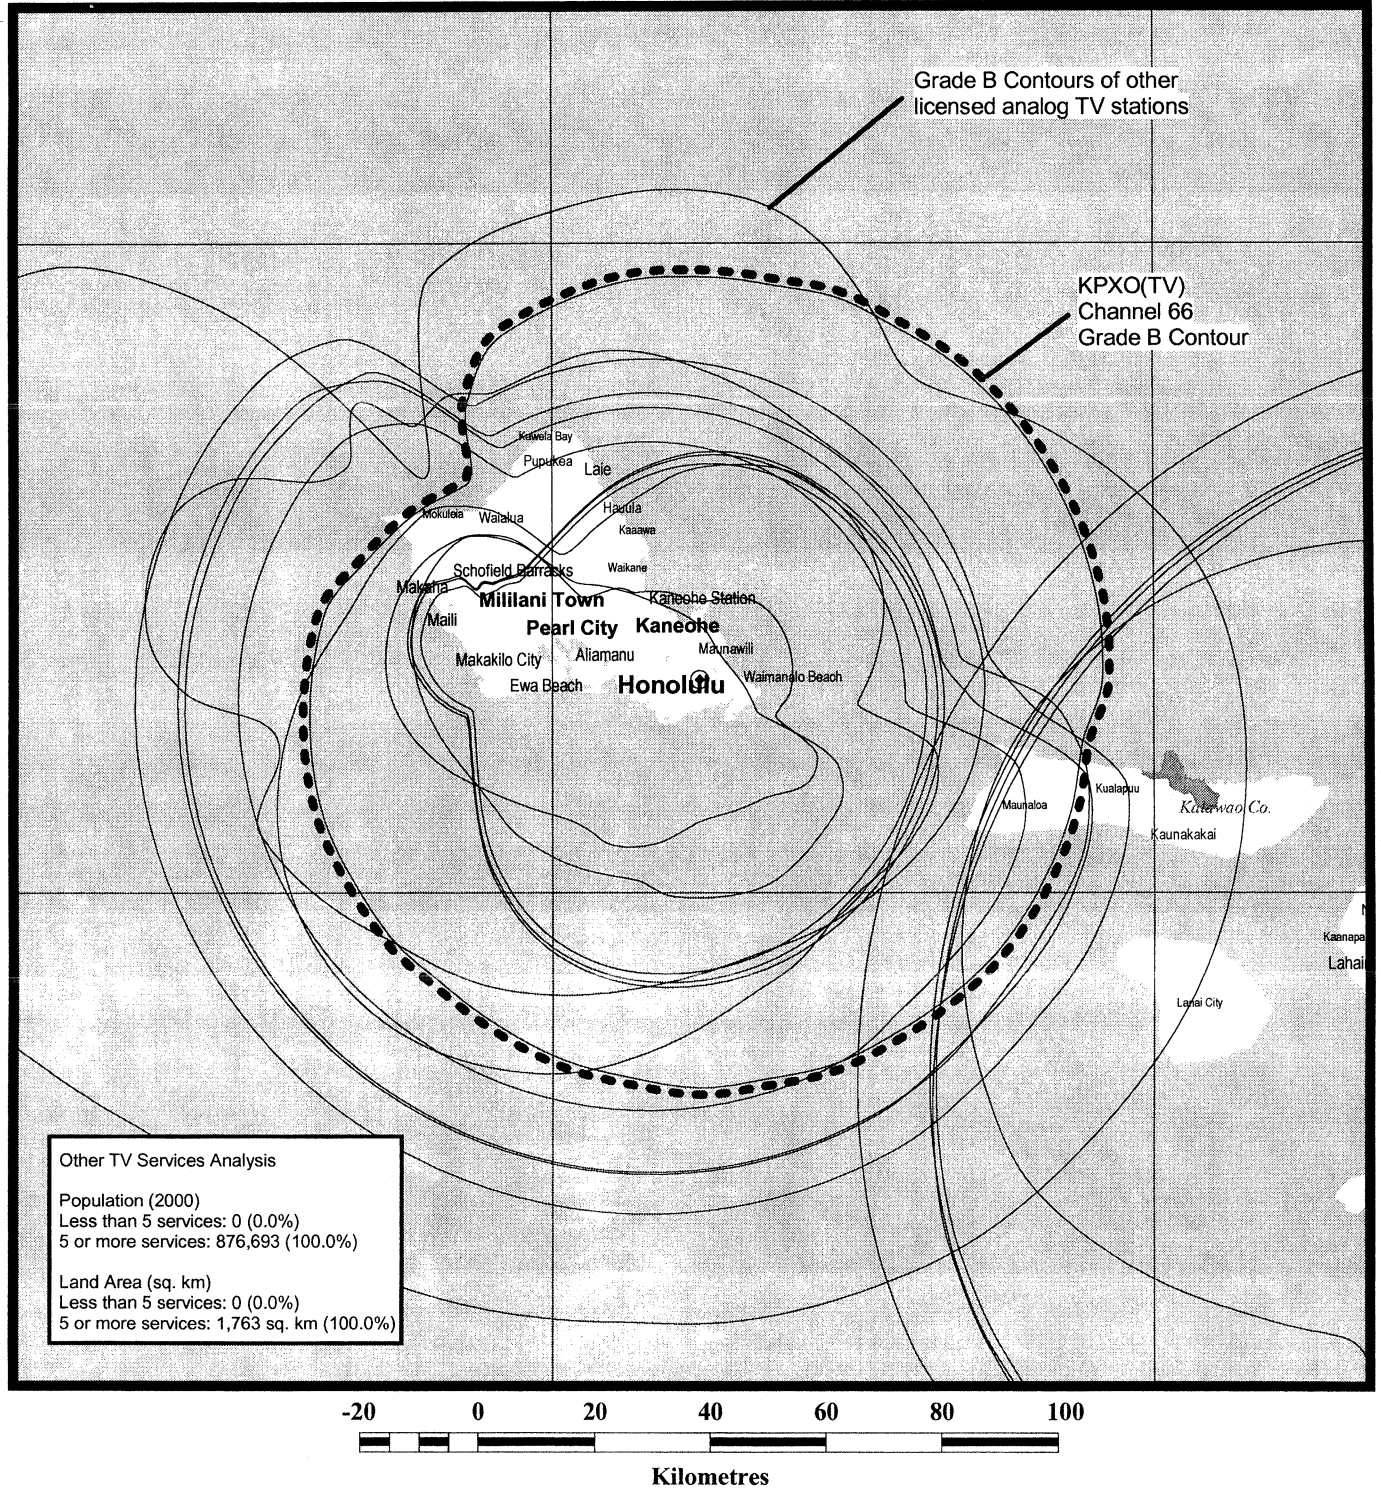 Grade B Contours of other
licensed analog TV stations
KPXO(TV)
Channel 66
Grade B Contour
Kuwela Bay
Pupukea
Laie
Mokuleia
Waialua
Hauula
Kaaawa
Schofield Barracks
Waikane
Makaha
Mililani Town
Kaneohe Station
Maili
Pearl City
Kaneohe
Makakilo City
Aliamanu
Maunawili
Ewa Beach
Honolulu
Waimanalo Beach
Kualapuu
Maunaloa
Kalawao Co.
Kaunakakai
Kaanapa
Lahai
Lanai City
Other TV Services Analysis
Population (2000)
Less than 5 services: 0 (0.0%)
5 or more services: 876,693 (100.0%)
Land Area (sq. km)
Less than 5 services: 0 (0.0%)
5 or more services: 1,763 sq. km (100.0%)
-20 0 20 40 60 80 100
Kilometres